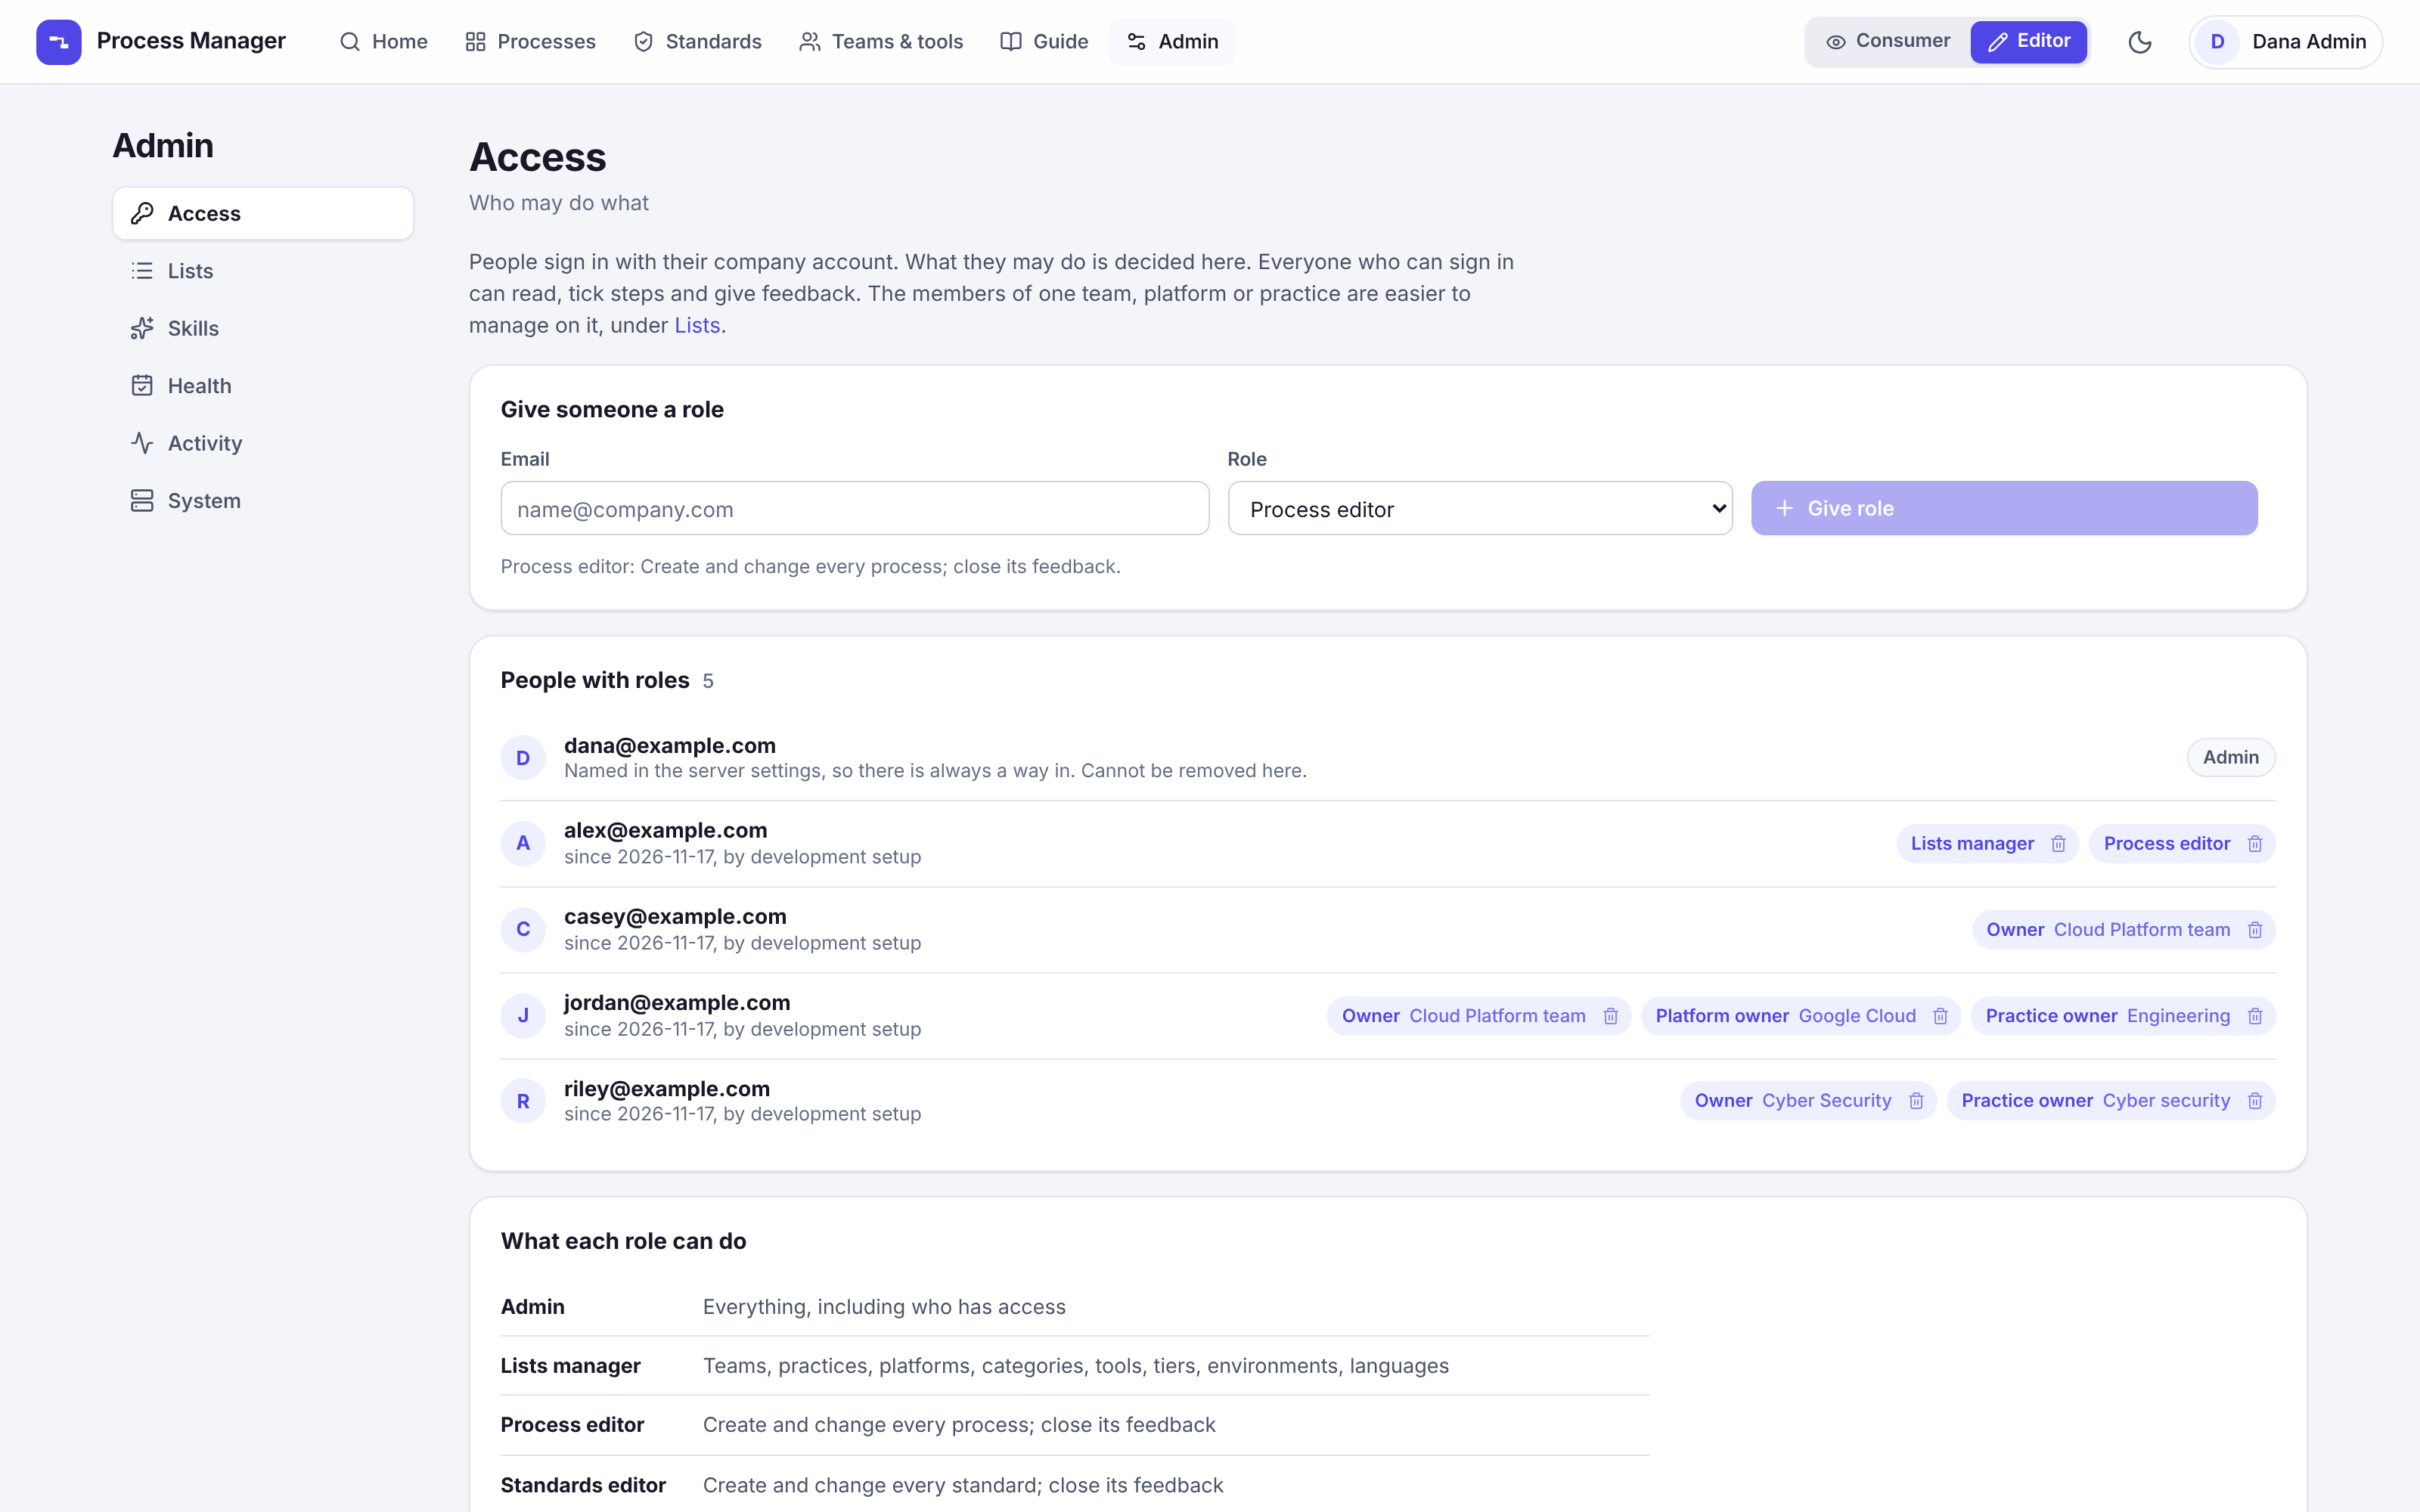 Process Manager
Home
Processes
Standards
Teams & tools
Guide
Admin
Consumer
Editor
D
Dana Admin
Admin
Access
Lists
Skills
Health
Activity
System
Access
Who may do what
People sign in with their company account. What they may do is decided here. Everyone who can sign in
can read, tick steps and give feedback. The members of one team, platform or practice are easier to
manage on it, under Lists.
Give someone a role
Email
Role
name@company.com
Process editor
Give role
Process editor: Create and change every process; close its feedback.
People with roles 5
D
dana@example.com
Named in the server settings, so there is always a way in. Cannot be removed here.
Admin
A
alex@example.com
since 2026-11-17, by development setup
Lists manager
Process editor
C
casey@example.com
since 2026-11-17, by development setup
Owner Cloud Platform team
J
jordan@example.com
since 2026-11-17, by development setup
Owner Cloud Platform team
Platform owner Google Cloud
Practice owner Engineering
R
riley@example.com
since 2026-11-17, by development setup
Owner Cyber Security
Practice owner Cyber security
What each role can do
Admin Everything, including who has access
Lists manager Teams, practices, platforms, categories, tools, tiers, environments, languages
Process editor Create and change every process; close its feedback
Standards editor Create and change every standard; close its feedback